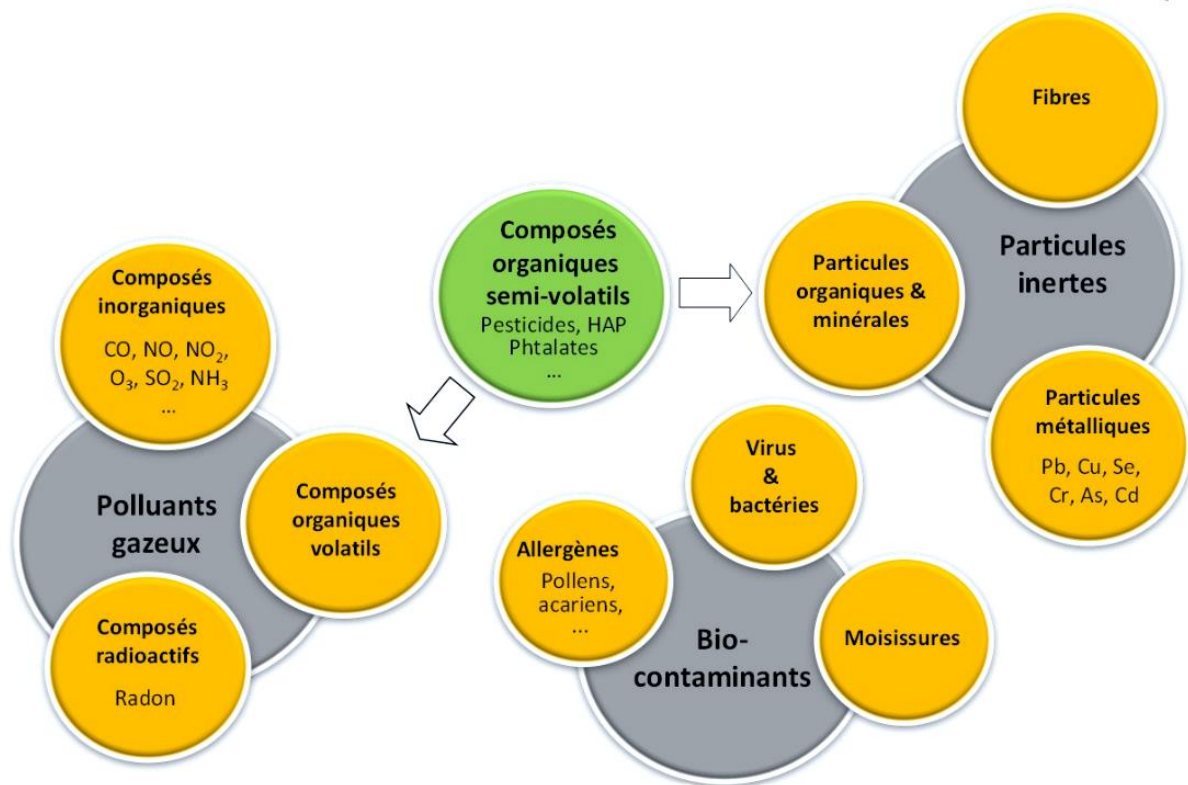 Fibres
Particules
inertes
Particules
organiques &
minérales
Particules
métalliques
Pb, Cu, Se,
Cr, As, Cd
Composés
organiques
semi-volatils
Pesticides, HAP
Phtalates
...
Composés
inorganiques
CO, NO, NO₂,
O₃, SO₂, NH₃
...
Polluants
gazeux
Composés
organiques
volatils
Composés
radioactifs
Radon
Virus
&
bactéries
Allergènes
Pollens,
acariens,
...
Bio-
contaminants
Moisissures